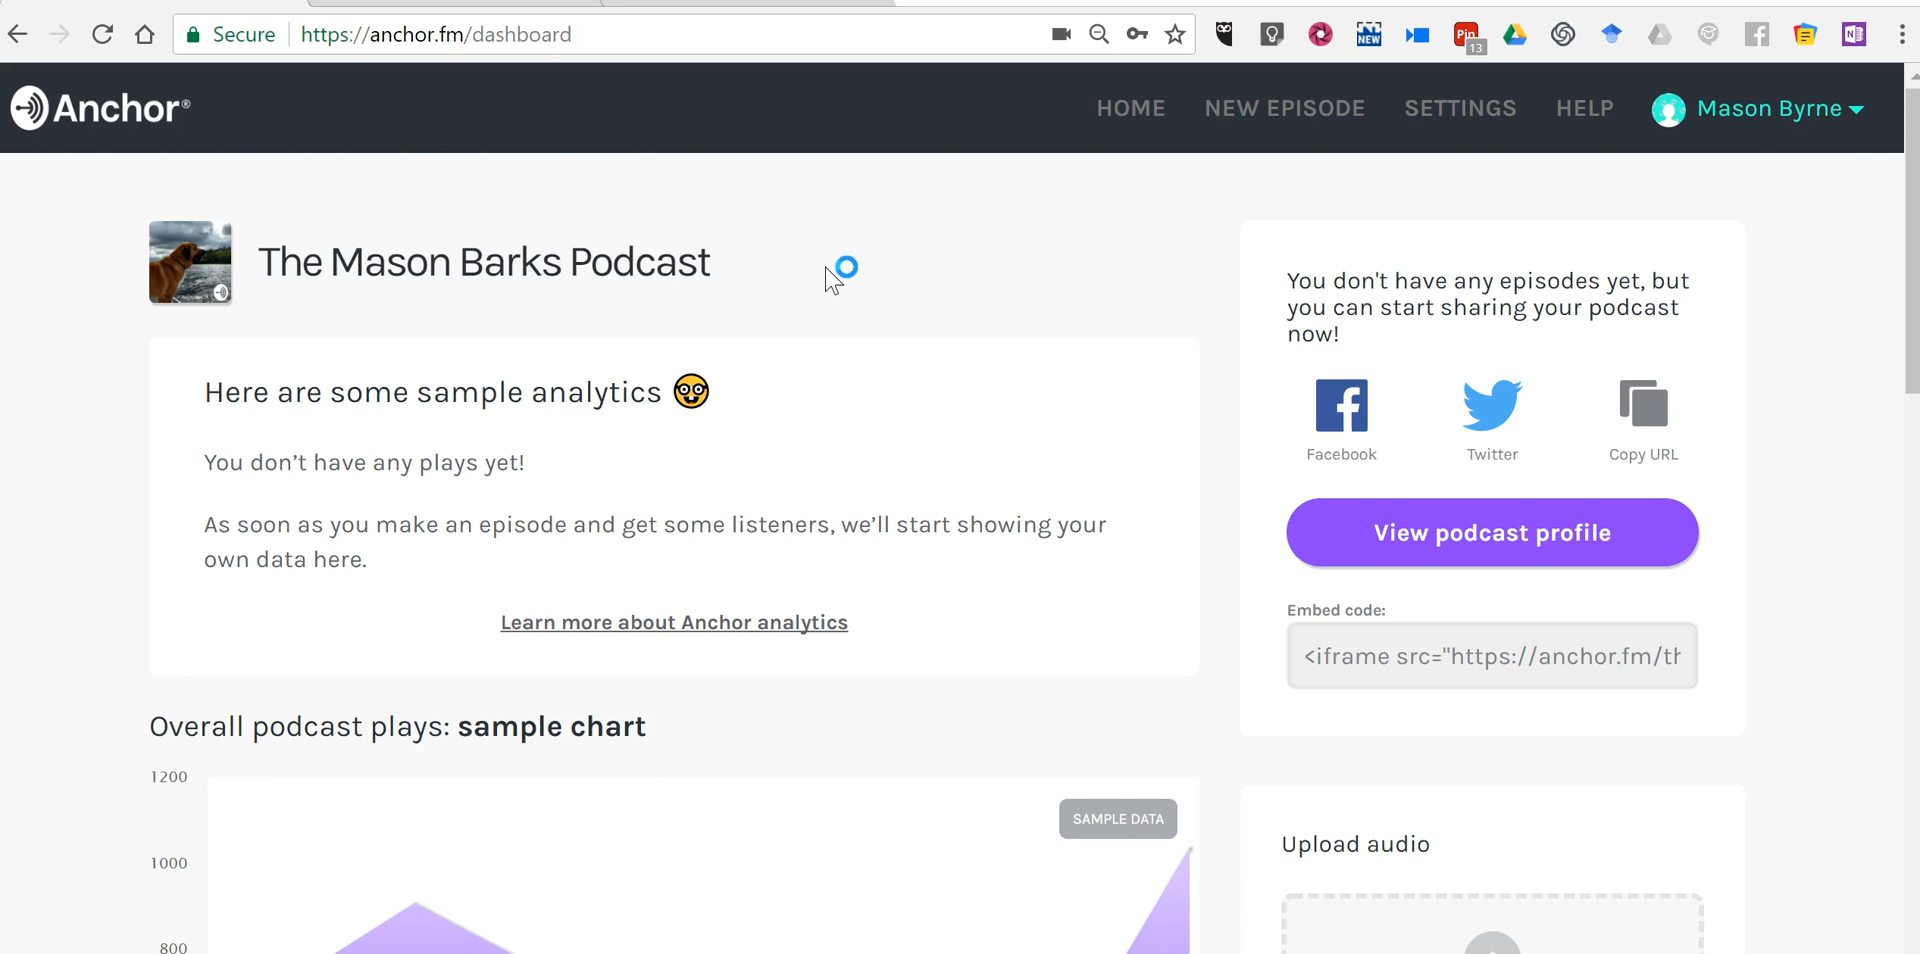 Secure https://anchor.fm/dashboard
NEW
Pin
13
N
Anchor®
HOME NEW EPISODE SETTINGS HELP Mason Byrne
The Mason Barks Podcast
Here are some sample analytics
You don’t have any plays yet!
As soon as you make an episode and get some listeners, we’ll start showing your
own data here.
Learn more about Anchor analytics
Overall podcast plays: sample chart
1200
SAMPLE DATA
1000
800
You don't have any episodes yet, but
you can start sharing your podcast
now!
Facebook Twitter Copy URL
View podcast profile
Embed code:
<iframe src="https://anchor.fm/th
Upload audio